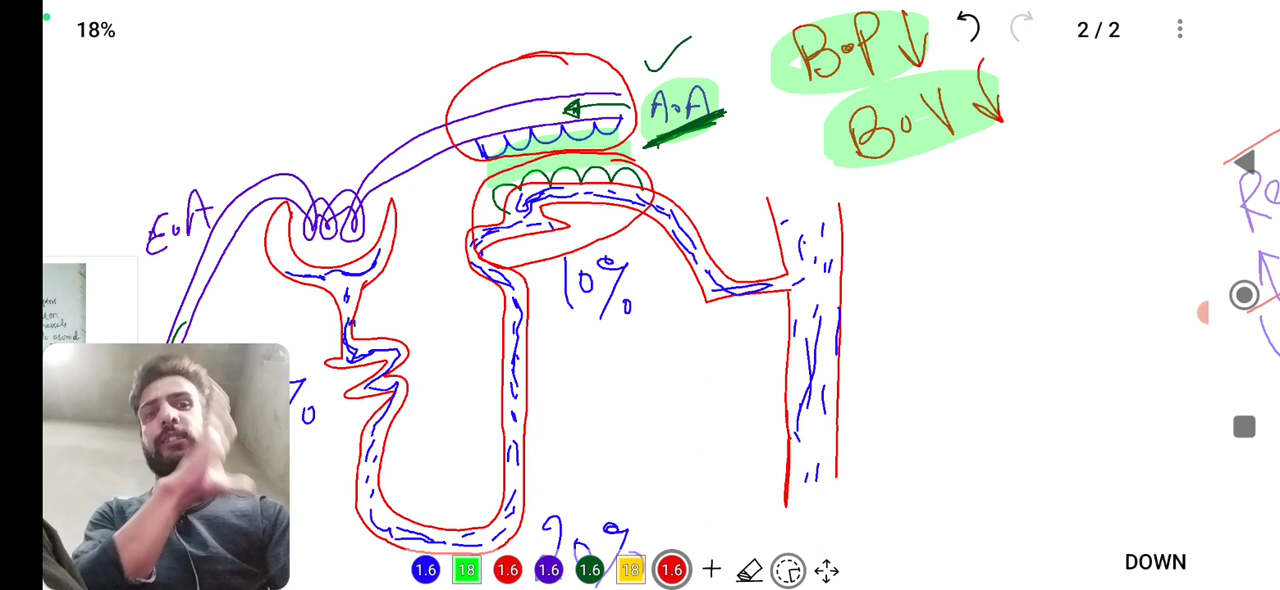 18%
2 / 2
B.P ↓
A.A
B.V ↓
E.A
10%
%
20%
1.6 18 1.6 1.6 1.6 18 1.6
DOWN